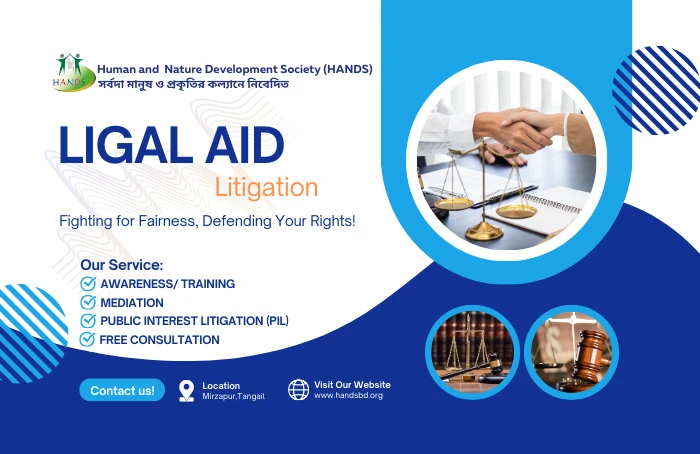 HANDS
Human and Nature Development Society (HANDS)
সর্বদা মানুষ ও প্রকৃতির কল্যানে নিবেদিত
LIGAL AID
Litigation
Fighting for Fairness, Defending Your Rights!
Our Service:
AWARENESS/ TRAINING
MEDIATION
PUBLIC INTEREST LITIGATION (PIL)
FREE CONSULTATION
Contact us!
Location
Mirzapur,Tangail
Visit Our Website
www.handsbd.org